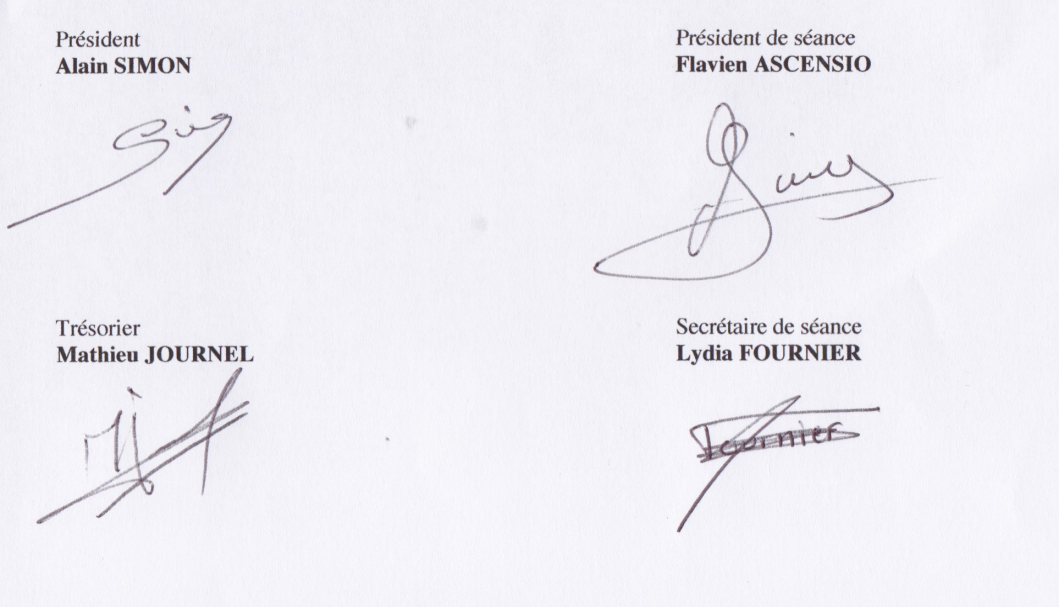 Président
Alain SIMON
Président de séance
Flavien ASCENSIO
Trésorier
Mathieu JOURNEL
Secrétaire de séance
Lydia FOURNIER
Fournier